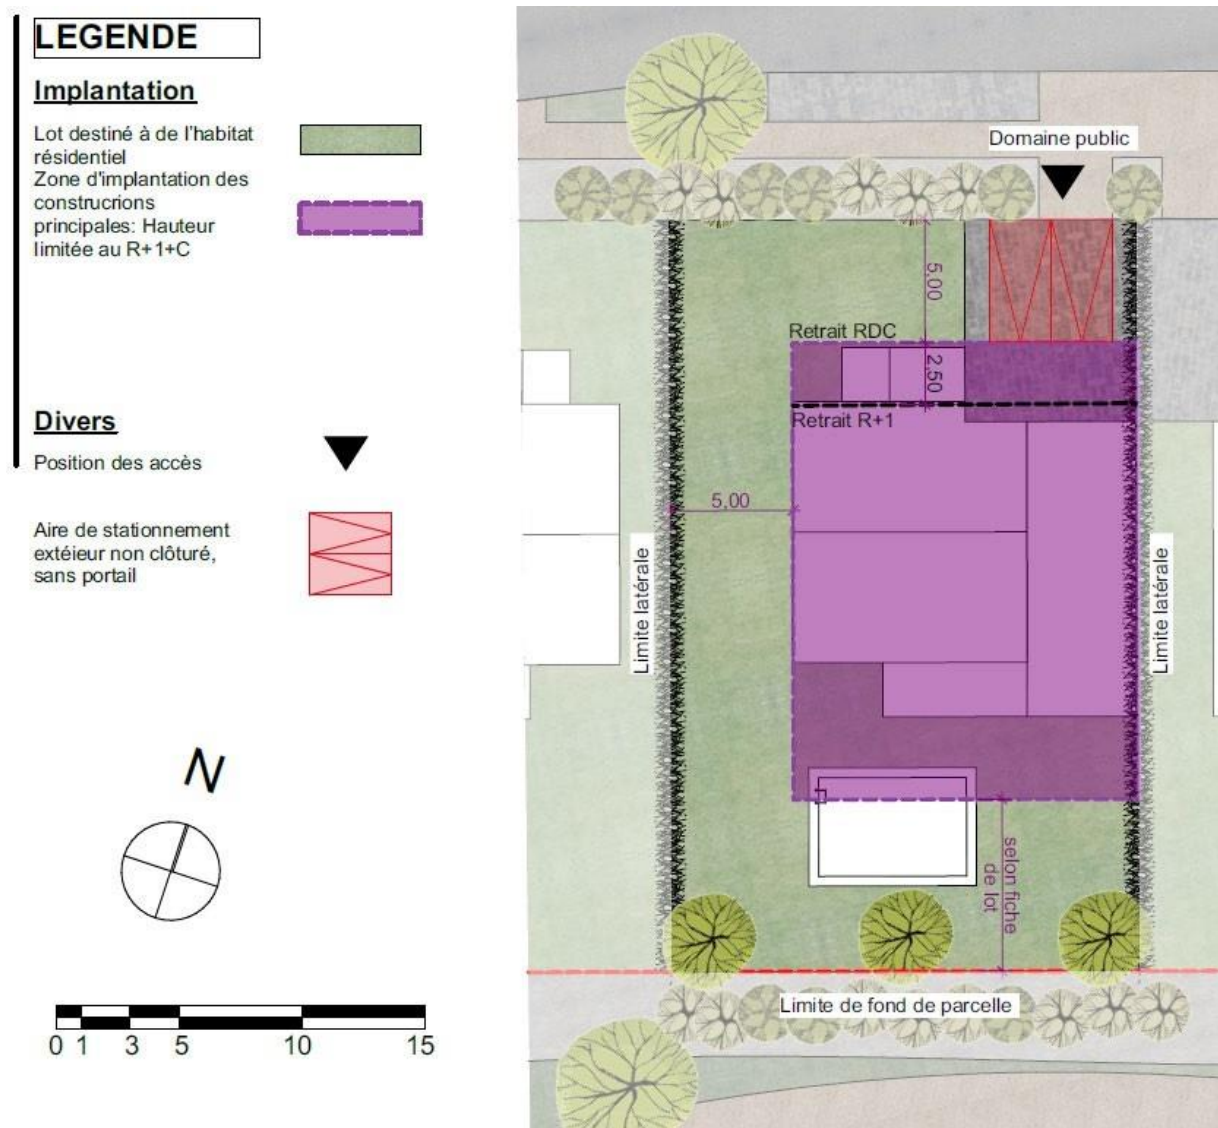 LEGENDE
Implantation
Lot destiné à de l'habitat
résidentiel
Zone d'implantation des
construcrions
principales: Hauteur
limitée au R+1+C
Divers
Position des accès
Aire de stationnement
extéieur non clôturé,
sans portail
N
0 1 3 5 10 15
Domaine public
5,00
Retrait RDC
2,50
Retrait R+1
5,00
Limite latérale
Limite latérale
selon fiche
de lot
Limite de fond de parcelle